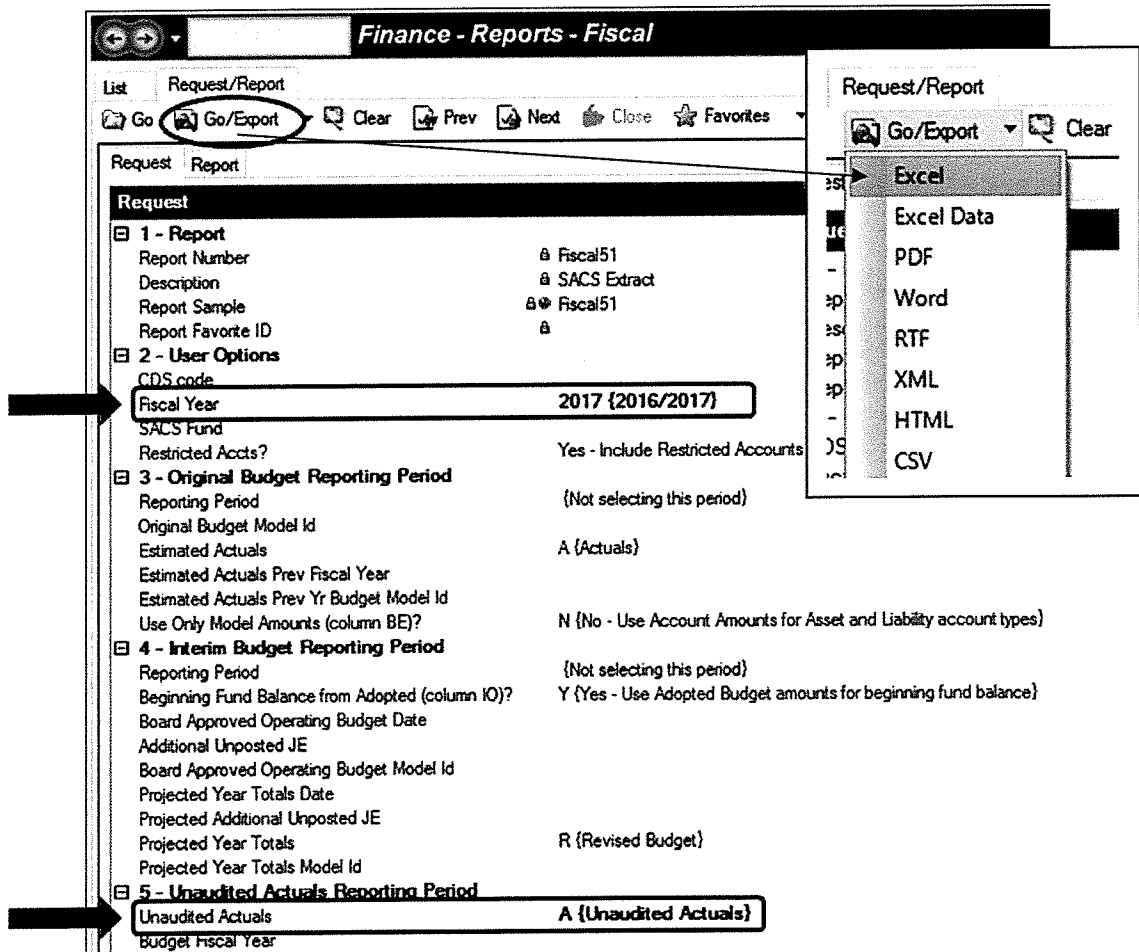 Finance - Reports - Fiscal
List Request/Report
Go Go/Export Clear Prev Next Close Favorites
Request Report
Request
1 - Report
Report Number Fiscal51
Description SACS Extract
Report Sample Fiscal51
Report Favorite ID
2 - User Options
CDS code
Fiscal Year 2017 {2016/2017}
SACS Fund
Restricted Accts? Yes - Include Restricted Accounts
3 - Original Budget Reporting Period
Reporting Period {Not selecting this period}
Original Budget Model Id
Estimated Actuals A {Actuals}
Estimated Actuals Prev Fiscal Year
Estimated Actuals Prev Yr Budget Model Id
Use Only Model Amounts (column BE)? N {No - Use Account Amounts for Asset and Liability account types}
4 - Interim Budget Reporting Period
Reporting Period {Not selecting this period}
Beginning Fund Balance from Adopted (column IO)? Y {Yes - Use Adopted Budget amounts for beginning fund balance}
Board Approved Operating Budget Date
Additional Unposted JE
Board Approved Operating Budget Model Id
Projected Year Totals Date
Projected Additional Unposted JE
Projected Year Totals R {Revised Budget}
Projected Year Totals Model Id
5 - Unaudited Actuals Reporting Period
Unaudited Actuals A {Unaudited Actuals}
Budget Fiscal Year
Request/Report
Go/Export Clear
Excel
Excel Data
PDF
Word
RTF
XML
HTML
CSV